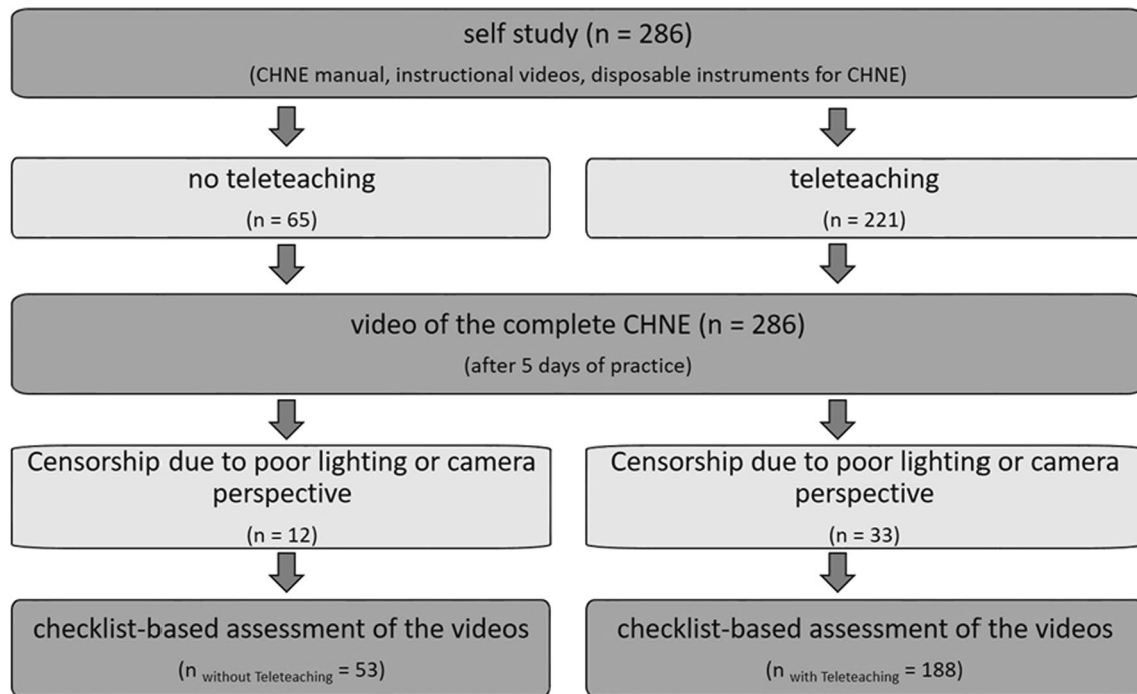 self study (n = 286)
(CHNE manual, instructional videos, disposable instruments for CHNE)
no teleteaching
(n = 65)
teleteaching
(n = 221)
video of the complete CHNE (n = 286)
(after 5 days of practice)
Censorship due to poor lighting or camera
perspective
(n = 12)
Censorship due to poor lighting or camera
perspective
(n = 33)
checklist-based assessment of the videos
(n without Teleteaching = 53)
checklist-based assessment of the videos
(n with Teleteaching = 188)